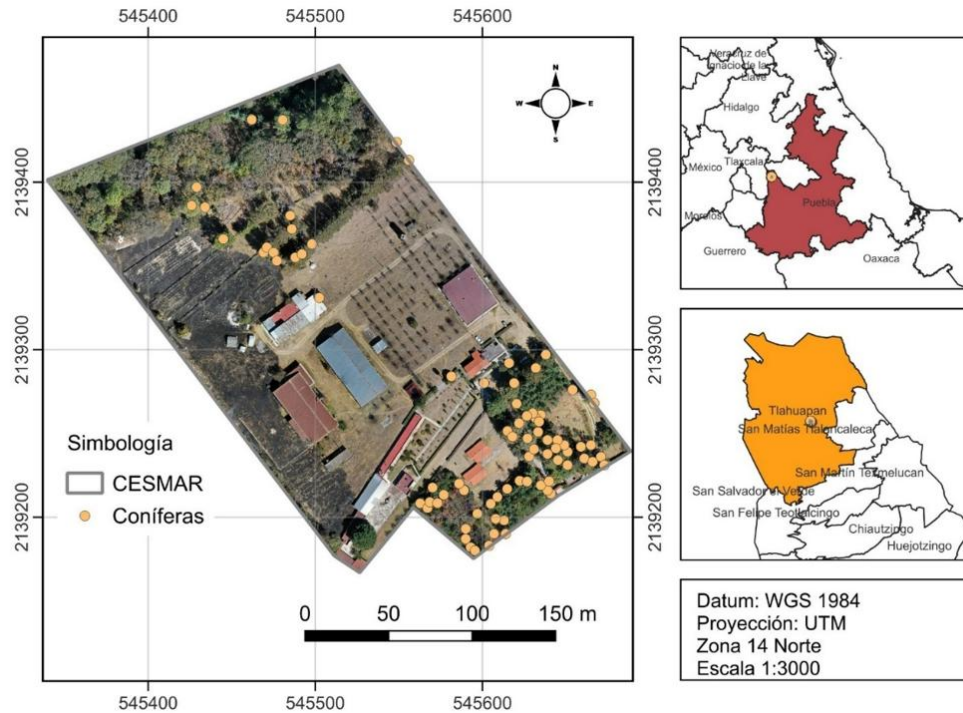 545400 545500 545600
2139400
2139300
2139200
N
W E
S
Simbología
CESMAR
Coníferas
0 50 100 150 m
2139400
2139300
2139200
545400 545500 545600
Veracruz de
Ignacio de la
Llave
Hidalgo
México
Tlaxcala
Morelos
Puebla
Guerrero
Oaxaca
Tlahuapan
San Matías Tlalancaleca
San Martín Texmelucan
San Salvador el Verde
San Felipe Teotlalcingo
Chiautzingo
Huejotzingo
Datum: WGS 1984
Proyección: UTM
Zona 14 Norte
Escala 1:3000